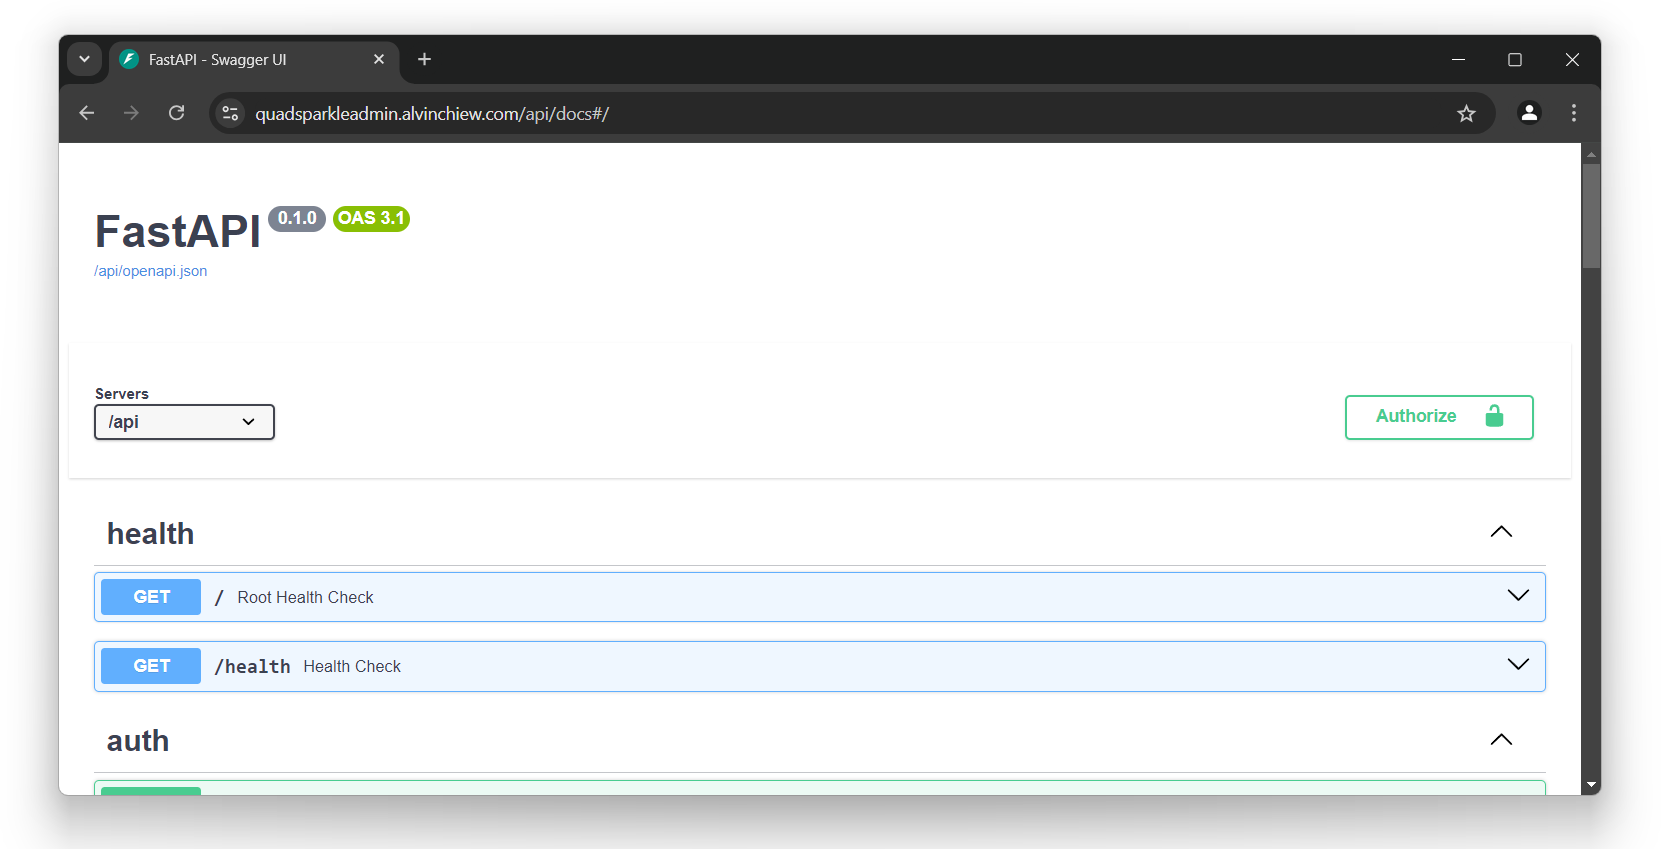 FastAPI - Swagger UI
quadsparkleadmin.alvinchiew.com/api/docs#/
FastAPI 0.1.0 OAS 3.1
/api/openapi.json
Servers
/api
Authorize
health
GET / Root Health Check
GET /health Health Check
auth